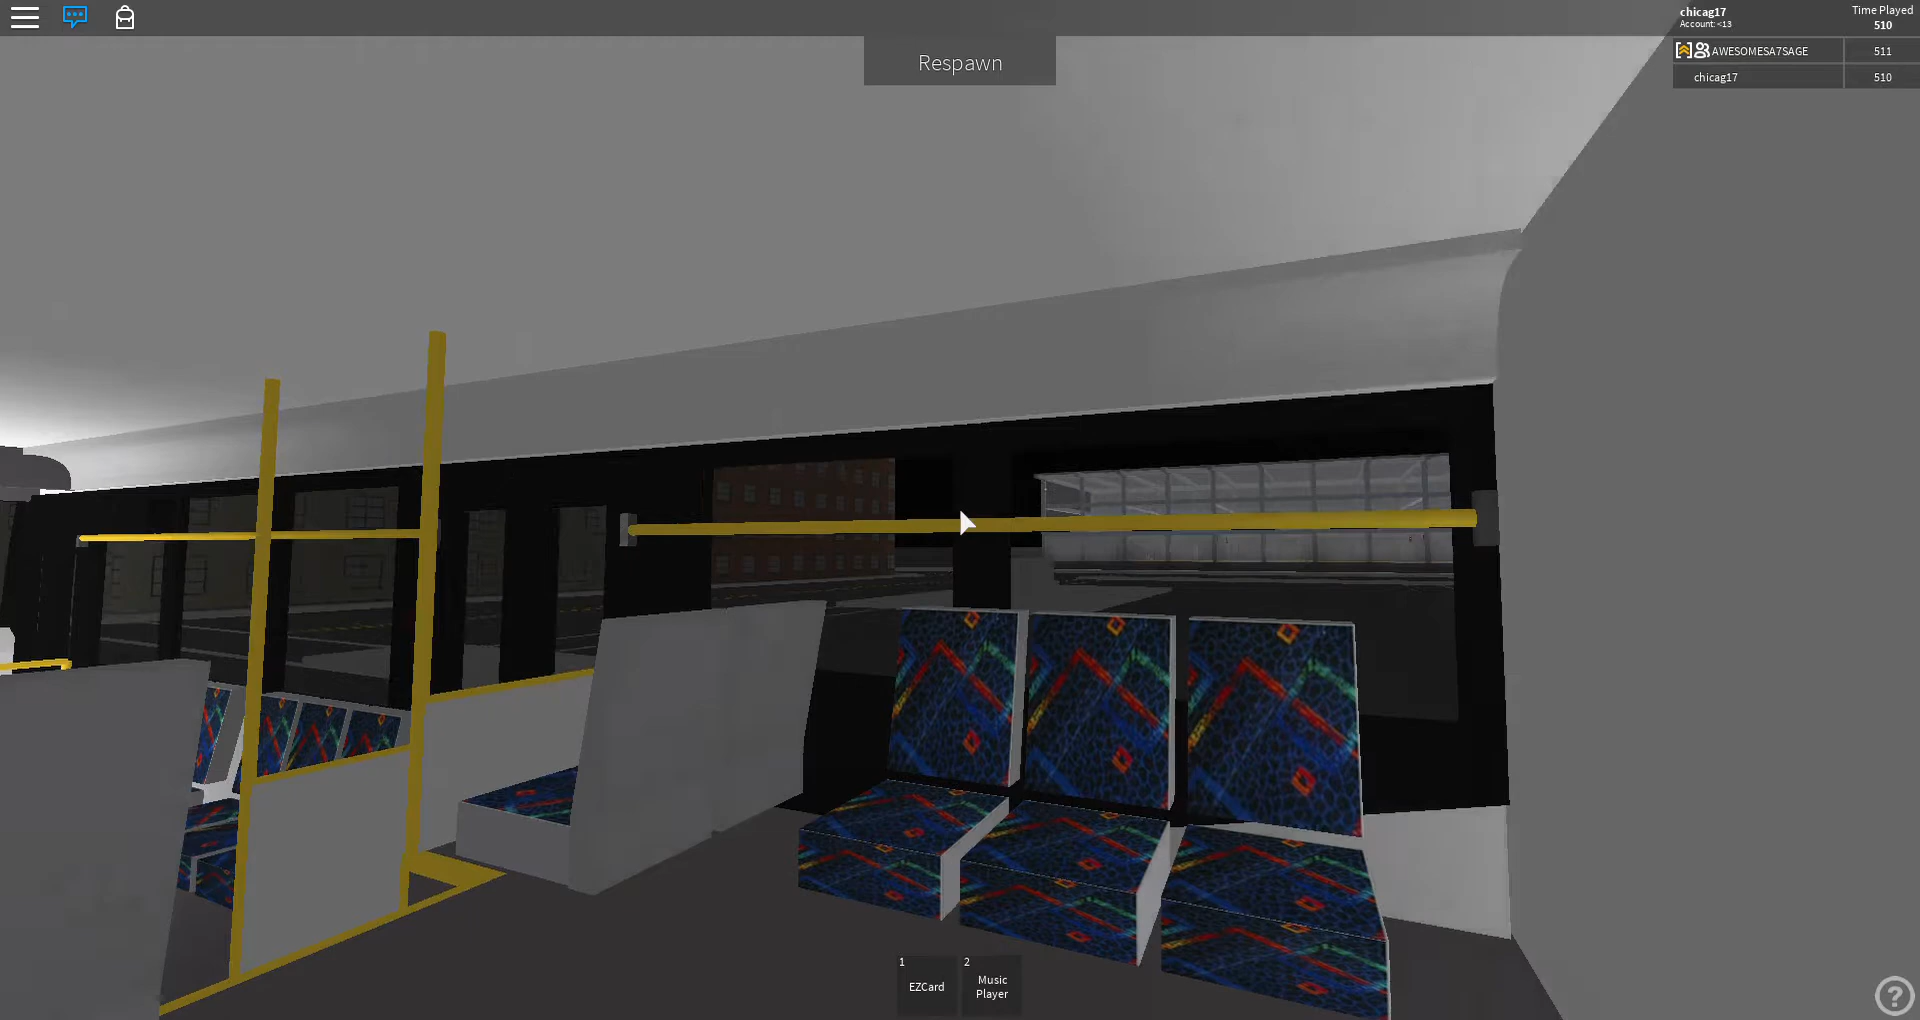 Respawn
chicag17
Account: <13
Time Played
510
AWESOMESA7SAGE
511
chicag17
510
1
EZCard
2
Music
Player
?